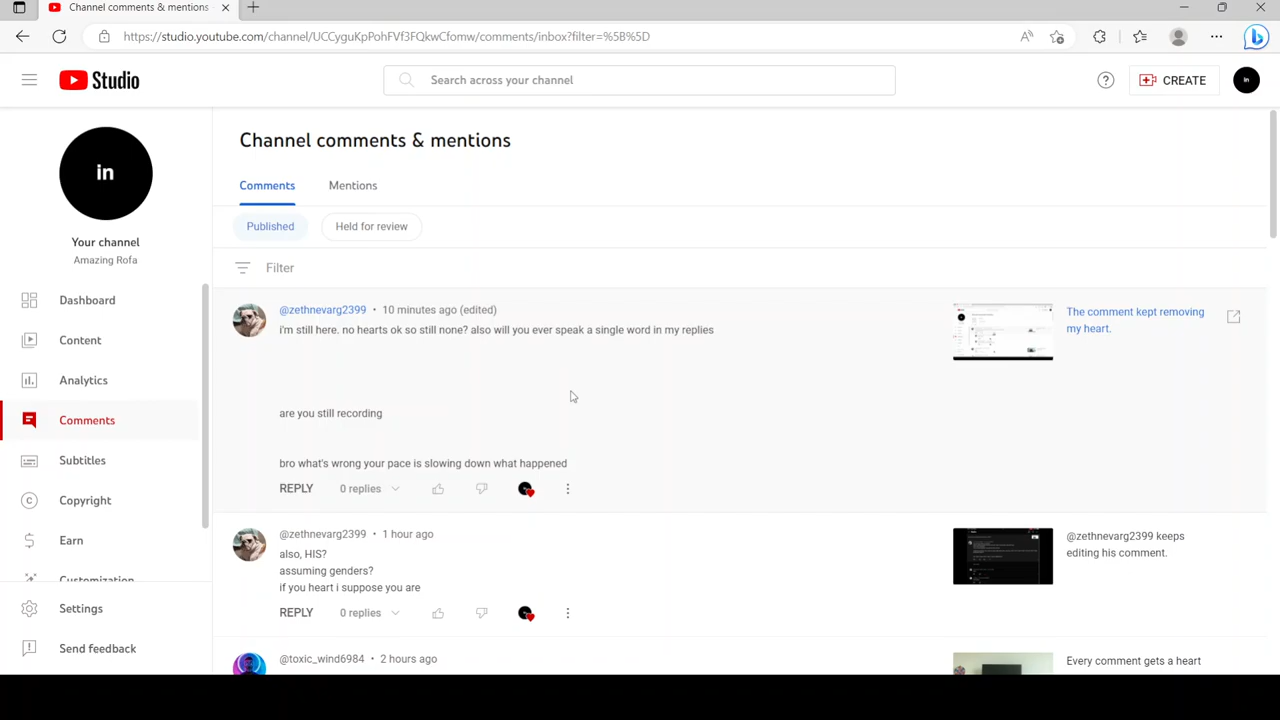 Channel comments & mentions
https://studio.youtube.com/channel/UCCyguKpPohFVf3FQkwCfomw/comments/inbox?filter=%5B%5D
Studio
Search across your channel
CREATE
in
in
Your channel
Amazing Rofa
Dashboard
Content
Analytics
Comments
Subtitles
Copyright
Earn
Customization
Settings
Send feedback
Channel comments & mentions
Comments
Mentions
Published
Held for review
Filter
@zethnevarg2399 • 10 minutes ago (edited)
i'm still here. no hearts ok so still none? also will you ever speak a single word in my replies
are you still recording
bro what's wrong your pace is slowing down what happened
REPLY 0 replies
The comment kept removing
my heart.
@zethnevarg2399 • 1 hour ago
also, HIS?
assuming genders?
if you heart i suppose you are
REPLY 0 replies
@zethnevarg2399 keeps
editing his comment.
@toxic_wind6984 • 2 hours ago
Every comment gets a heart